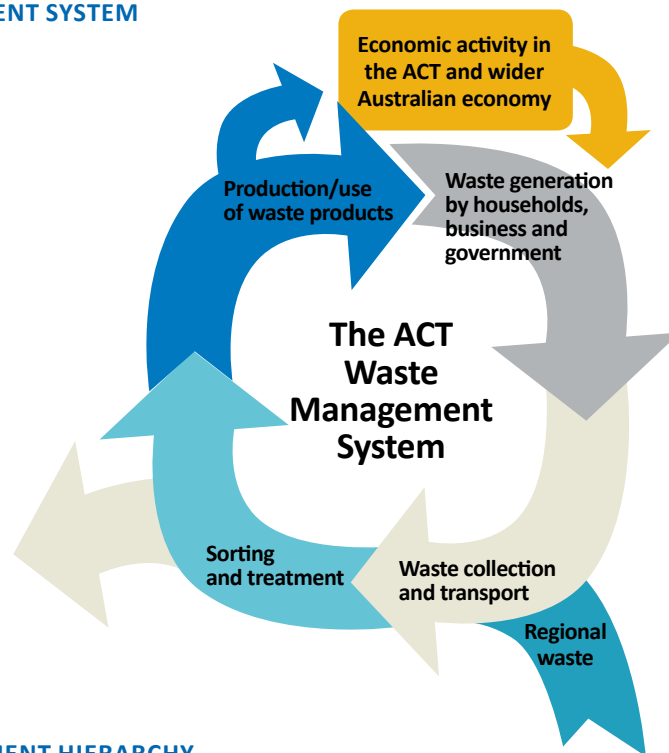 ENT SYSTEM
Economic activity in
the ACT and wider
Australian economy
Production/use
of waste products
Waste generation
by households,
business and
government
The ACT
Waste
Management
System
Sorting
and treatment
Waste collection
and transport
Regional
waste
ENT HIERARCHY